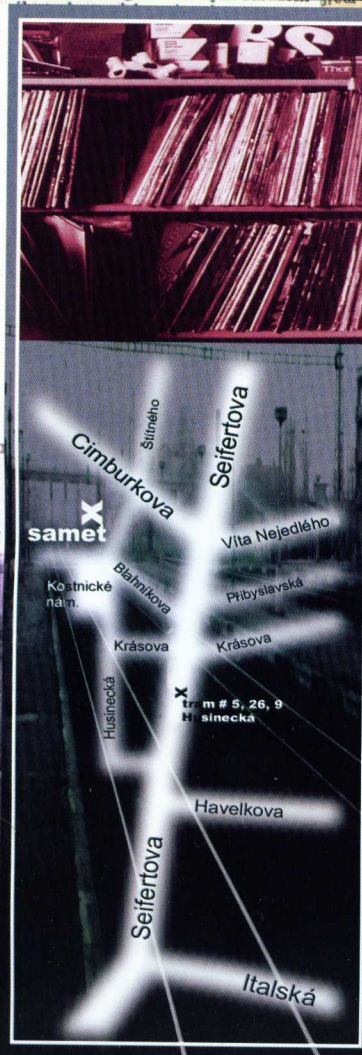 Štítného
Seifertova
Cimburkova
samet
Víta Nejedlého
Blahníkova
Kostnické
nám.
Přibyslavská
Krásova
Krásova
Husinecká
tram # 5, 26, 9
Husinecká
Havelkova
Seifertova
Italská